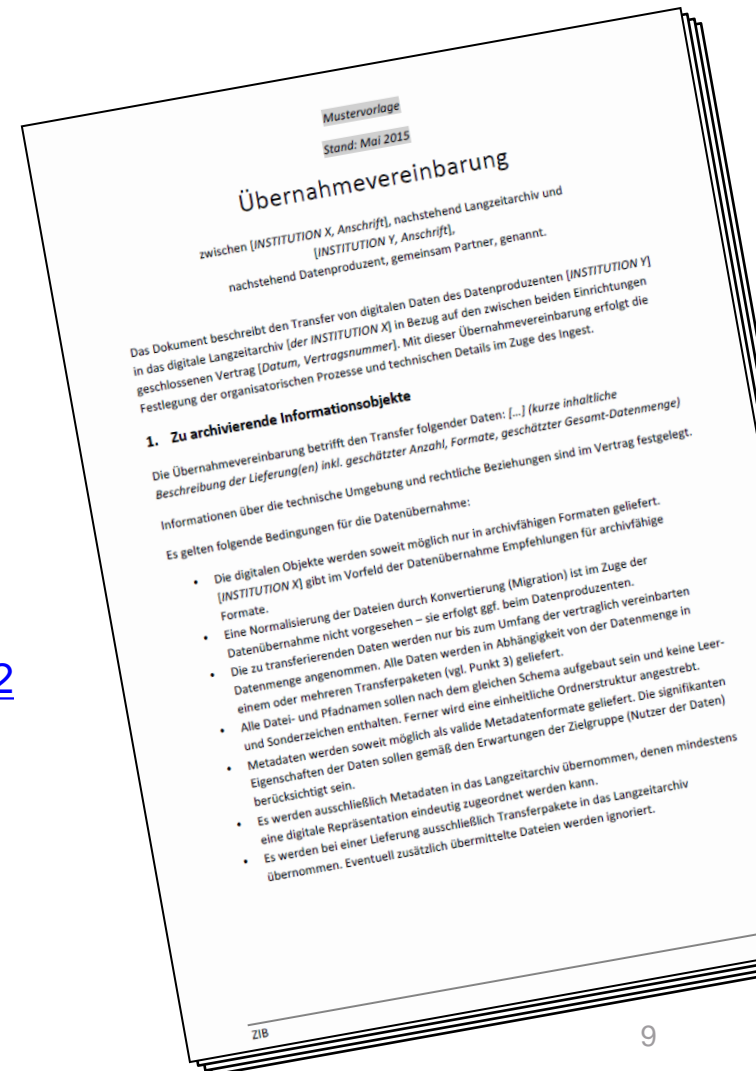 Mustervorlage
Stand: Mai 2015
Übernahmevereinbarung
zwischen [INSTITUTION X, Anschrift], nachstehend Langzeitarchiv und
[INSTITUTION Y, Anschrift],
nachstehend Datenproduzent, gemeinsam Partner, genannt.
Das Dokument beschreibt den Transfer von digitalen Daten des Datenproduzenten [INSTITUTION Y]
in das digitale Langzeitarchiv [der INSTITUTION X] in Bezug auf den zwischen beiden Einrichtungen
geschlossenen Vertrag [Datum, Vertragsnummer]. Mit dieser Übernahmevereinbarung erfolgt die
Festlegung der organisatorischen Prozesse und technischen Details im Zuge des Ingest.
1. Zu archivierende Informationsobjekte
Die Übernahmevereinbarung betrifft den Transfer folgender Daten: […] (kurze inhaltliche
Beschreibung der Lieferung(en) inkl. geschätzter Anzahl, Formate, geschätzter Gesamt-Datenmenge)
Informationen über die technische Umgebung und rechtliche Beziehungen sind im Vertrag festgelegt.
Es gelten folgende Bedingungen für die Datenübernahme:
• Die digitalen Objekte werden soweit möglich nur in archivfähigen Formaten geliefert.
[INSTITUTION X] gibt im Vorfeld der Datenübernahme Empfehlungen für archivfähige
Formate.
• Eine Normalisierung der Dateien durch Konvertierung (Migration) ist im Zuge der
Datenübernahme nicht vorgesehen – sie erfolgt ggf. beim Datenproduzenten.
• Die zu transferierenden Daten werden nur bis zum Umfang der vertraglich vereinbarten
Datenmenge angenommen. Alle Daten werden in Abhängigkeit von der Datenmenge in
einem oder mehreren Transferpaketen (vgl. Punkt 3) geliefert.
• Alle Datei- und Pfadnamen sollen nach dem gleichen Schema aufgebaut sein und keine Leer-
und Sonderzeichen enthalten. Ferner wird eine einheitliche Ordnerstruktur angestrebt.
• Metadaten werden soweit möglich als valide Metadatenformate geliefert. Die signifikanten
Eigenschaften der Daten sollen gemäß den Erwartungen der Zielgruppe (Nutzer der Daten)
berücksichtigt sein.
• Es werden ausschließlich Metadaten in das Langzeitarchiv übernommen, denen mindestens
eine digitale Repräsentation eindeutig zugeordnet werden kann.
• Es werden bei einer Lieferung ausschließlich Transferpakete in das Langzeitarchiv
übernommen. Eventuell zusätzlich übermittelte Dateien werden ignoriert.
ZIB
2
9